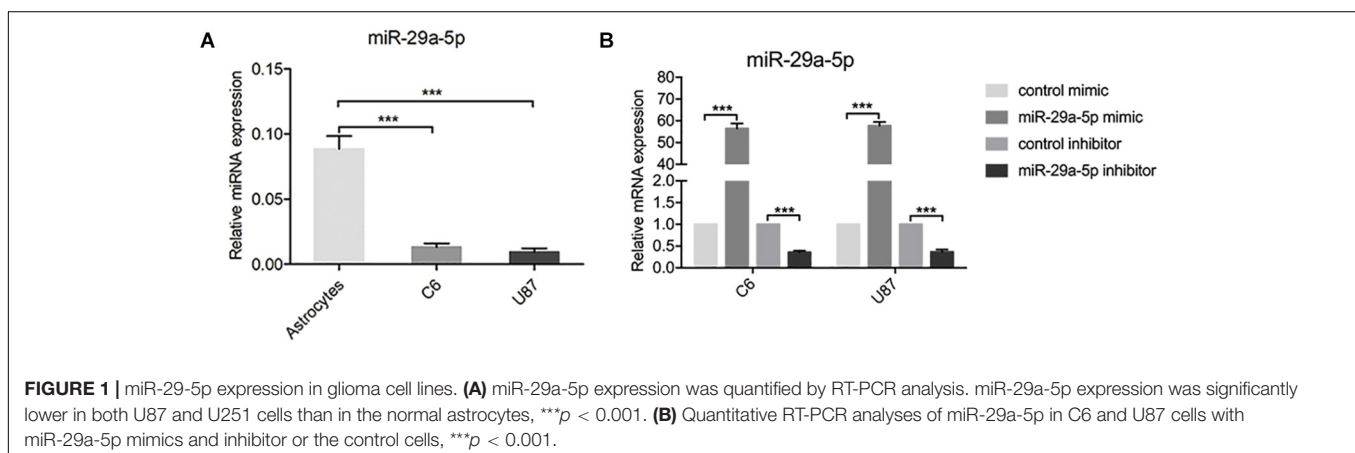 A
miR-29a-5p
Relative miRNA expression
0.15
0.10
0.05
0.00
***
***
Astrocytes
C6
U87
B
miR-29a-5p
Relative mRNA expression
80
70
60
50
40
2.0
1.5
1.0
0.5
0.0
***
***
***
***
C6
U87
control mimic
miR-29a-5p mimic
control inhibitor
miR-29a-5p inhibitor
FIGURE 1 | miR-29-5p expression in glioma cell lines. (A) miR-29a-5p expression was quantified by RT-PCR analysis. miR-29a-5p expression was significantly
lower in both U87 and U251 cells than in the normal astrocytes, ***p < 0.001. (B) Quantitative RT-PCR analyses of miR-29a-5p in C6 and U87 cells with
miR-29a-5p mimics and inhibitor or the control cells, ***p < 0.001.